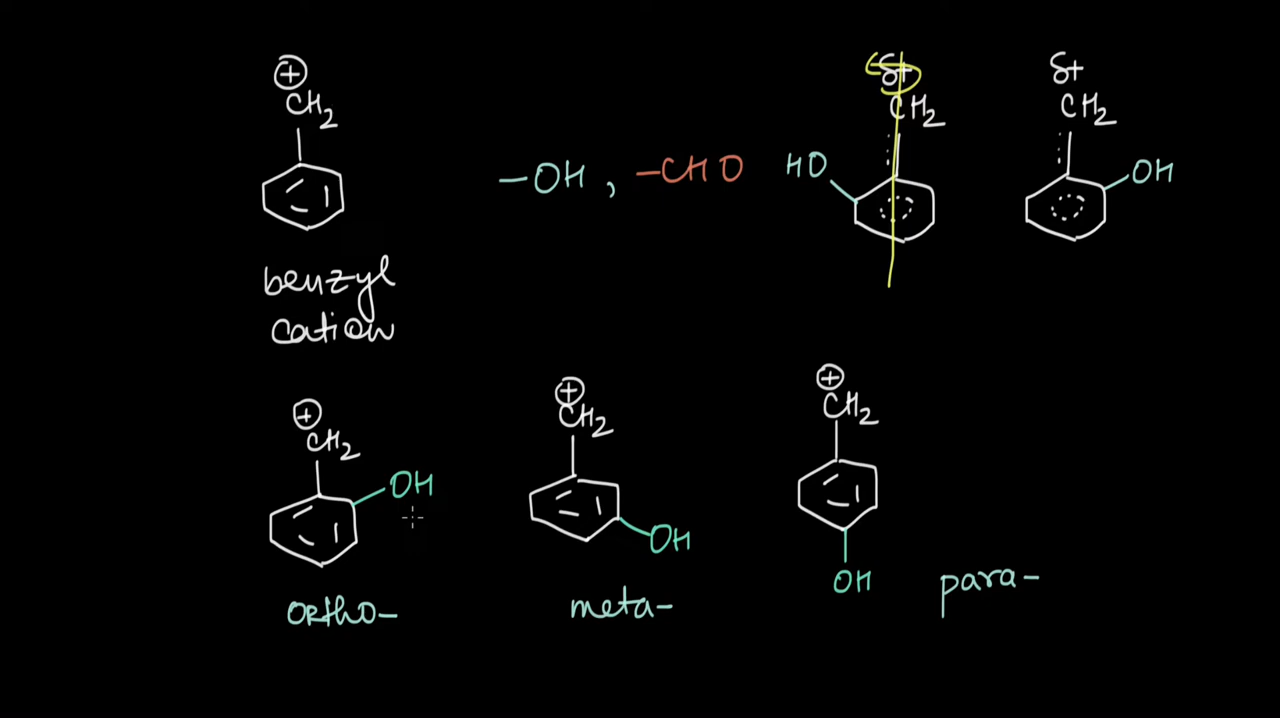 ⊕
CH2
benzyl
cation
-OH, -CHO
δ+
CH2
HO
δ+
CH2
OH
⊕
CH2
OH
ortho-
⊕
CH2
OH
meta-
⊕
CH2
OH
para-